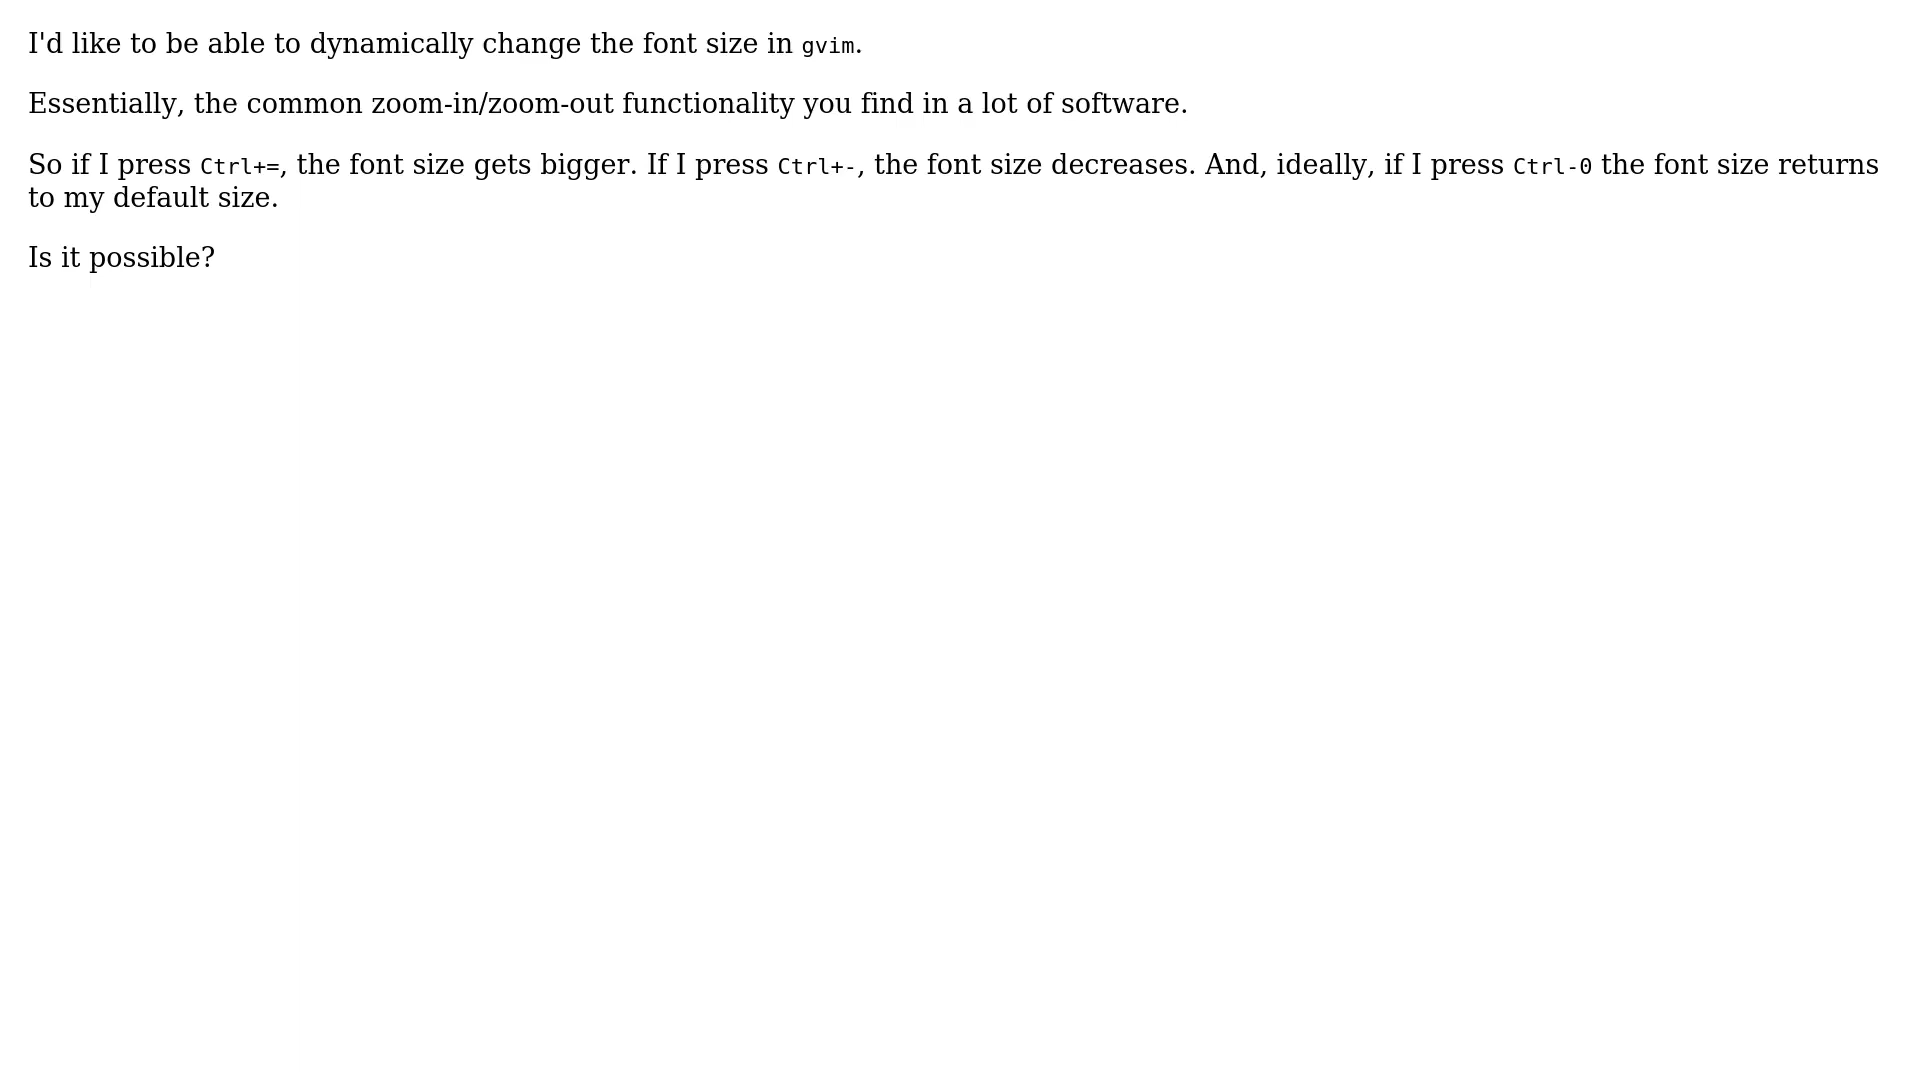 I'd like to be able to dynamically change the font size in gvim.
Essentially, the common zoom-in/zoom-out functionality you find in a lot of software.
So if I press Ctrl+=, the font size gets bigger. If I press Ctrl+-, the font size decreases. And, ideally, if I press Ctrl-0 the font size returns
to my default size.
Is it possible?